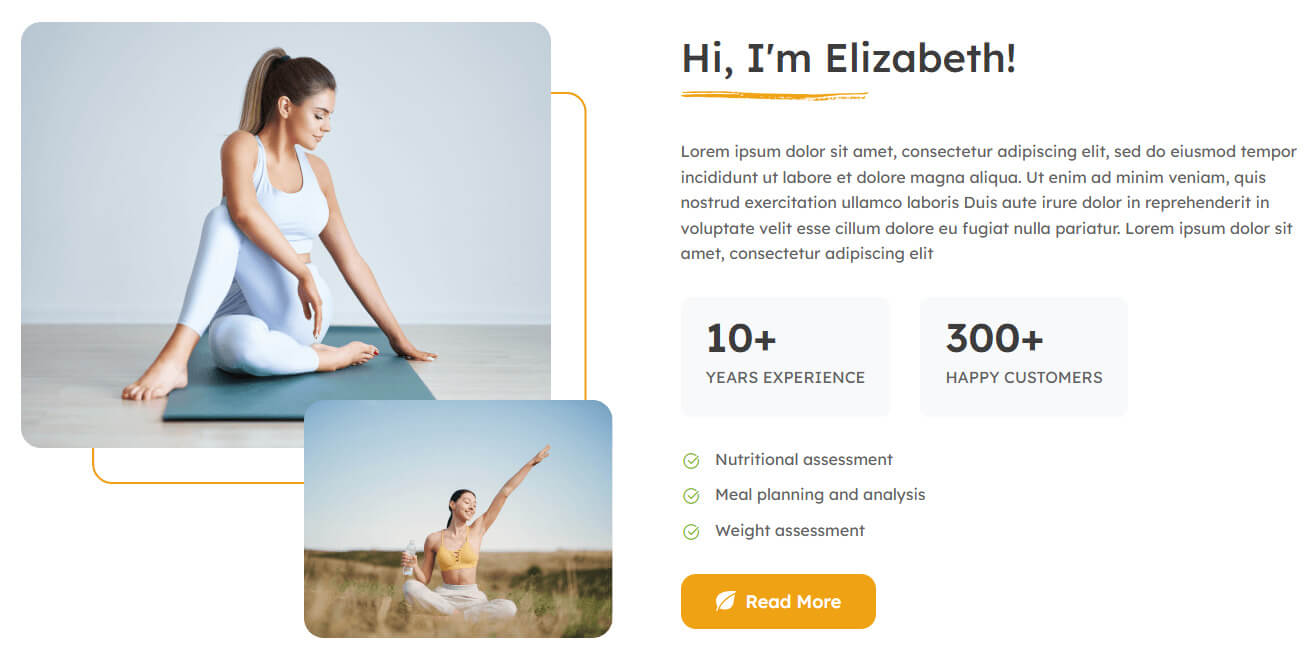 Hi, I'm Elizabeth!
Lorem ipsum dolor sit amet, consectetur adipiscing elit, sed do eiusmod tempor
incididunt ut labore et dolore magna aliqua. Ut enim ad minim veniam, quis
nostrud exercitation ullamco laboris Duis aute irure dolor in reprehenderit in
voluptate velit esse cillum dolore eu fugiat nulla pariatur. Lorem ipsum dolor sit
amet, consectetur adipiscing elit
10+
YEARS EXPERIENCE
300+
HAPPY CUSTOMERS
Nutritional assessment
Meal planning and analysis
Weight assessment
Read More